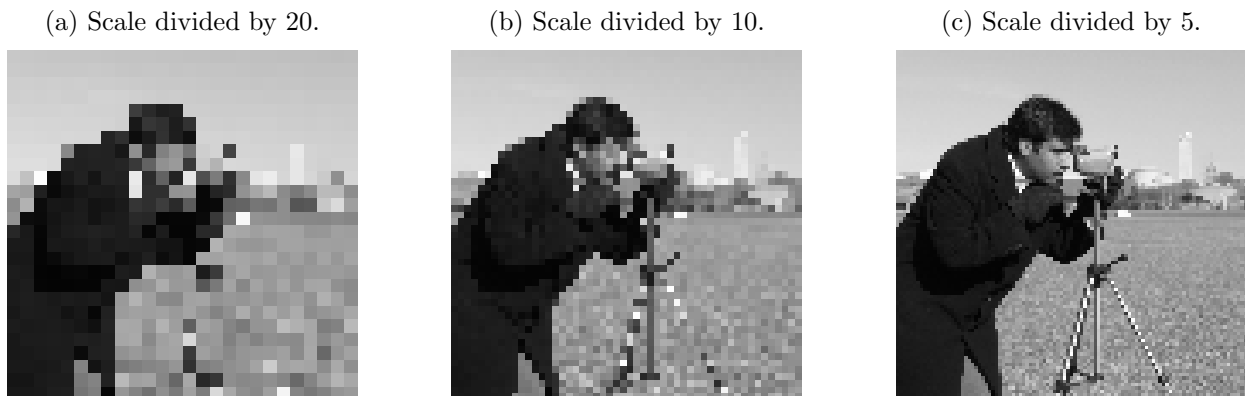 (a) Scale divided by 20.
(b) Scale divided by 10.
(c) Scale divided by 5.